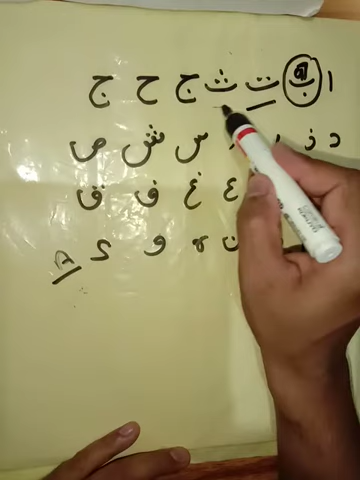 ا ب ت ث ج ح ج
د ذ س ش ص
ع غ ف ق
ن ه و ء